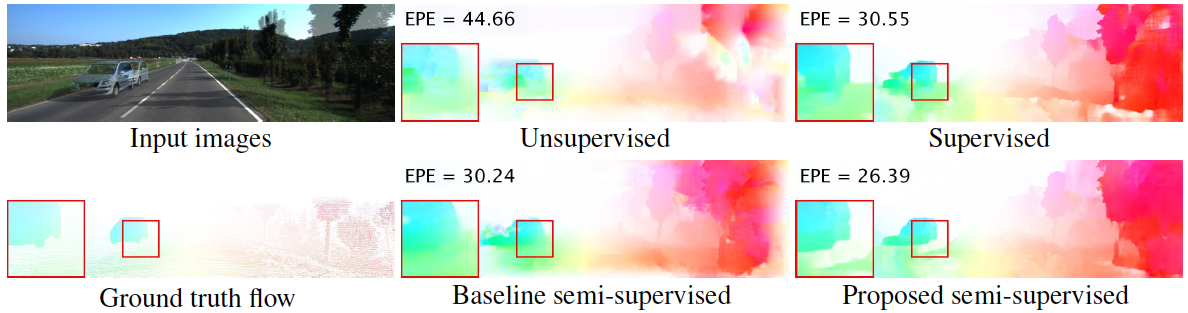 EPE = 44.66
EPE = 30.55
Input images
Unsupervised
Supervised
EPE = 30.24
EPE = 26.39
Ground truth flow
Baseline semi-supervised
Proposed semi-supervised